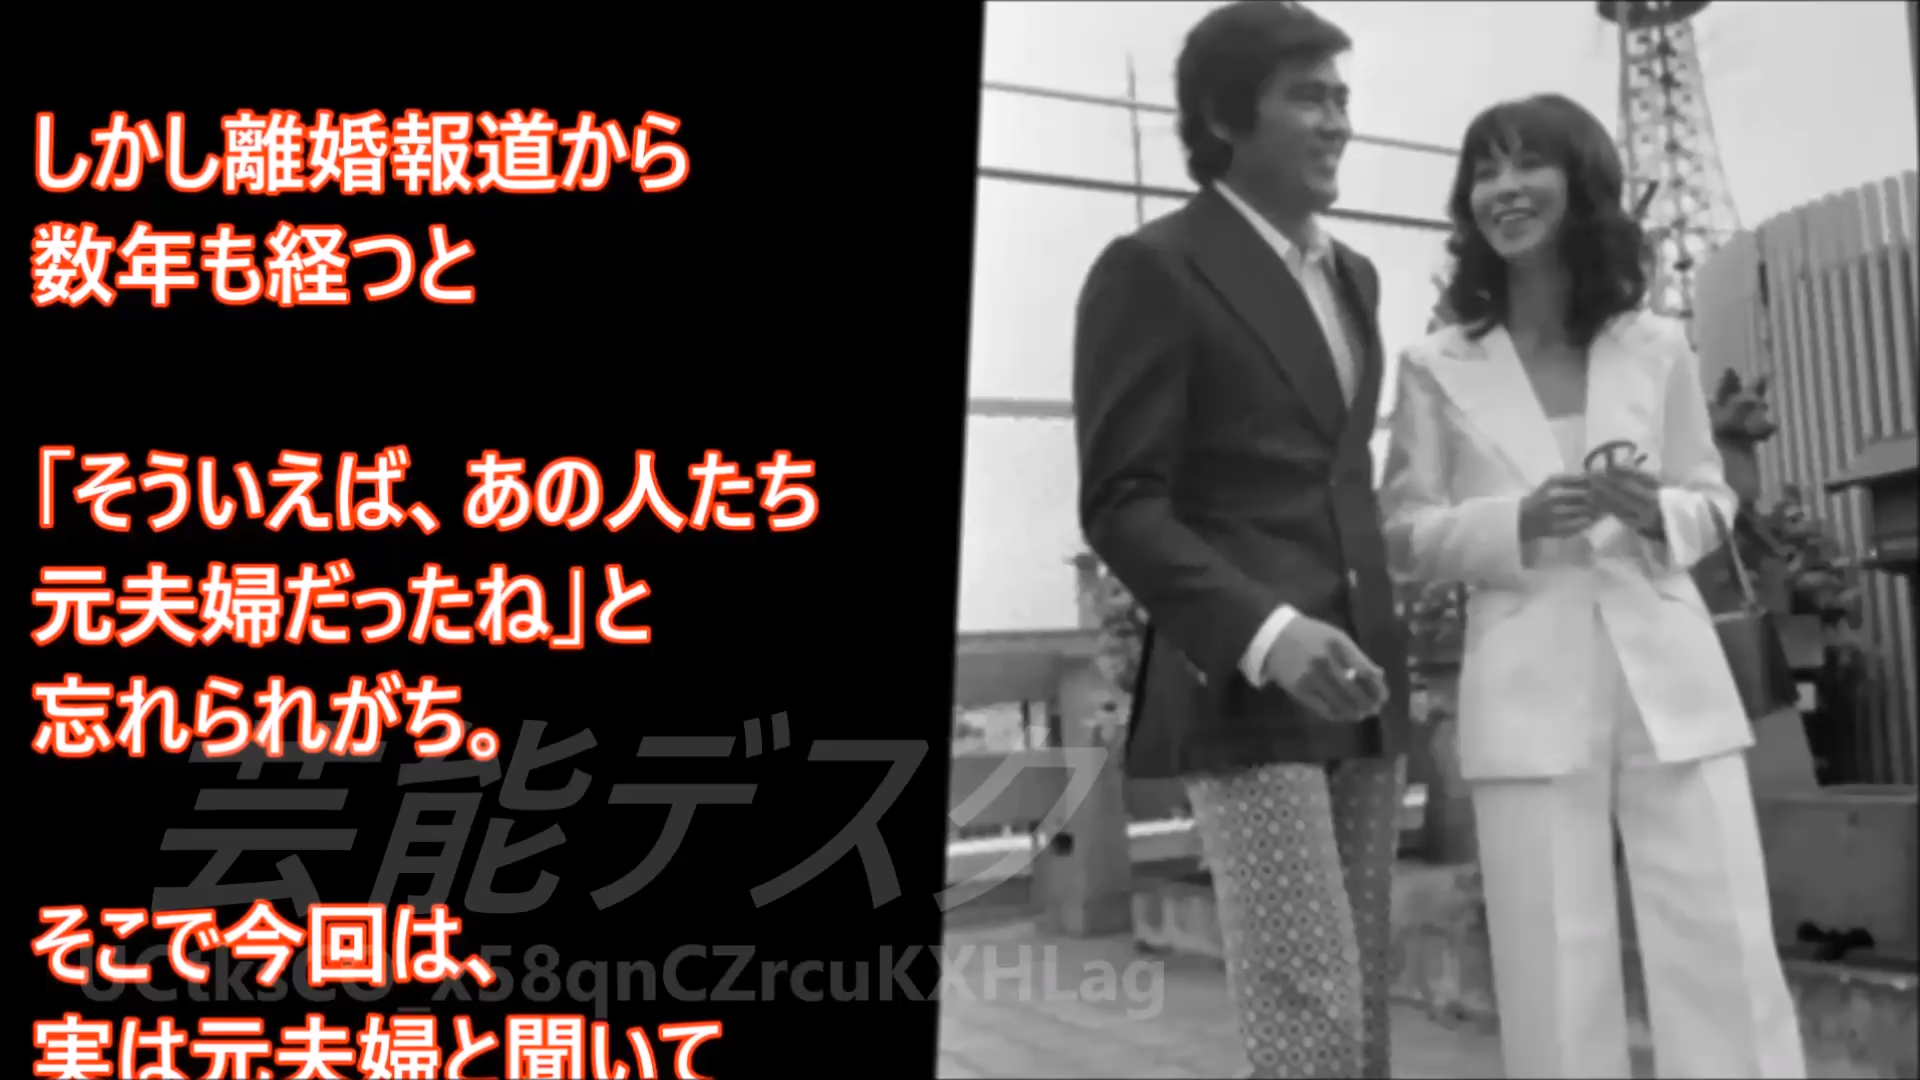 しかし離婚報道から
数年も経つと
「そういえば、あの人たち
元夫婦だったね」と
忘れられがち。
芸能デスク
そこで今回は、
x58qnCZrcuKXHLag
実は元夫婦と聞いて